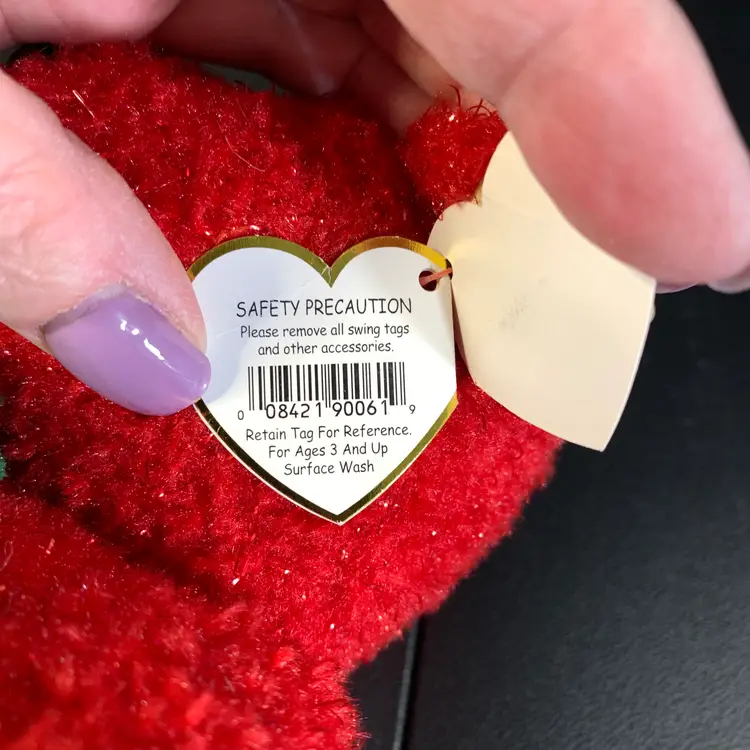 SAFETY PRECAUTION
Please remove all swing tags
and other accessories.
0 08421 90061 9
Retain Tag For Reference.
For Ages 3 And Up
Surface Wash